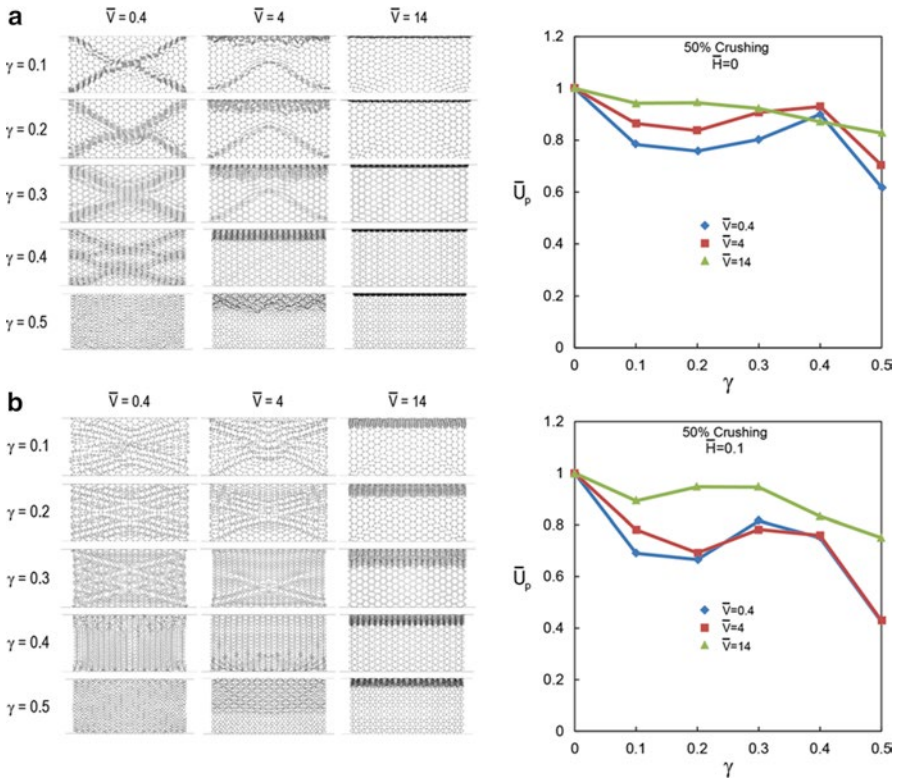 a
V̅ = 0.4 V̅ = 4 V̅ = 14
γ = 0.1
γ = 0.2
γ = 0.3
γ = 0.4
γ = 0.5
1.2
1
0.8
0.6
0.4
0.2
0
U̅p
50% Crushing
H̅=0
V̅=0.4
V̅=4
V̅=14
0 0.1 0.2 0.3 0.4 0.5
γ
b
V̅ = 0.4 V̅ = 4 V̅ = 14
γ = 0.1
γ = 0.2
γ = 0.3
γ = 0.4
γ = 0.5
1.2
1
0.8
0.6
0.4
0.2
0
U̅p
50% Crushing
H̅=0.1
V̅=0.4
V̅=4
V̅=14
0 0.1 0.2 0.3 0.4 0.5
γ